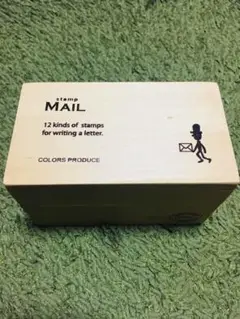 stamp
MAIL
12 kinds of stamps
for writing a letter.
COLORS PRODUCE